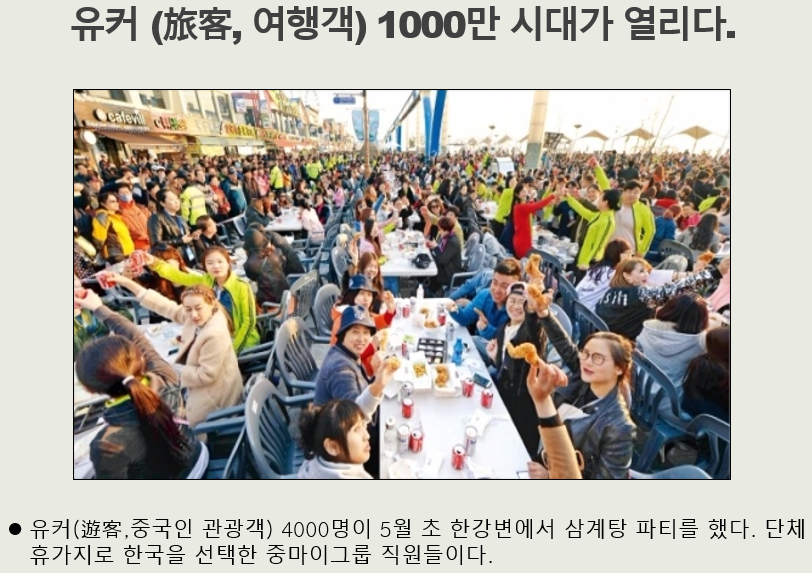 유커 (旅客, 여행객) 1000만 시대가 열리다.
cafevill
● 유커(遊客,중국인 관광객) 4000명이 5월 초 한강변에서 삼계탕 파티를 했다. 단체
휴가지로 한국을 선택한 중마이그룹 직원들이다.